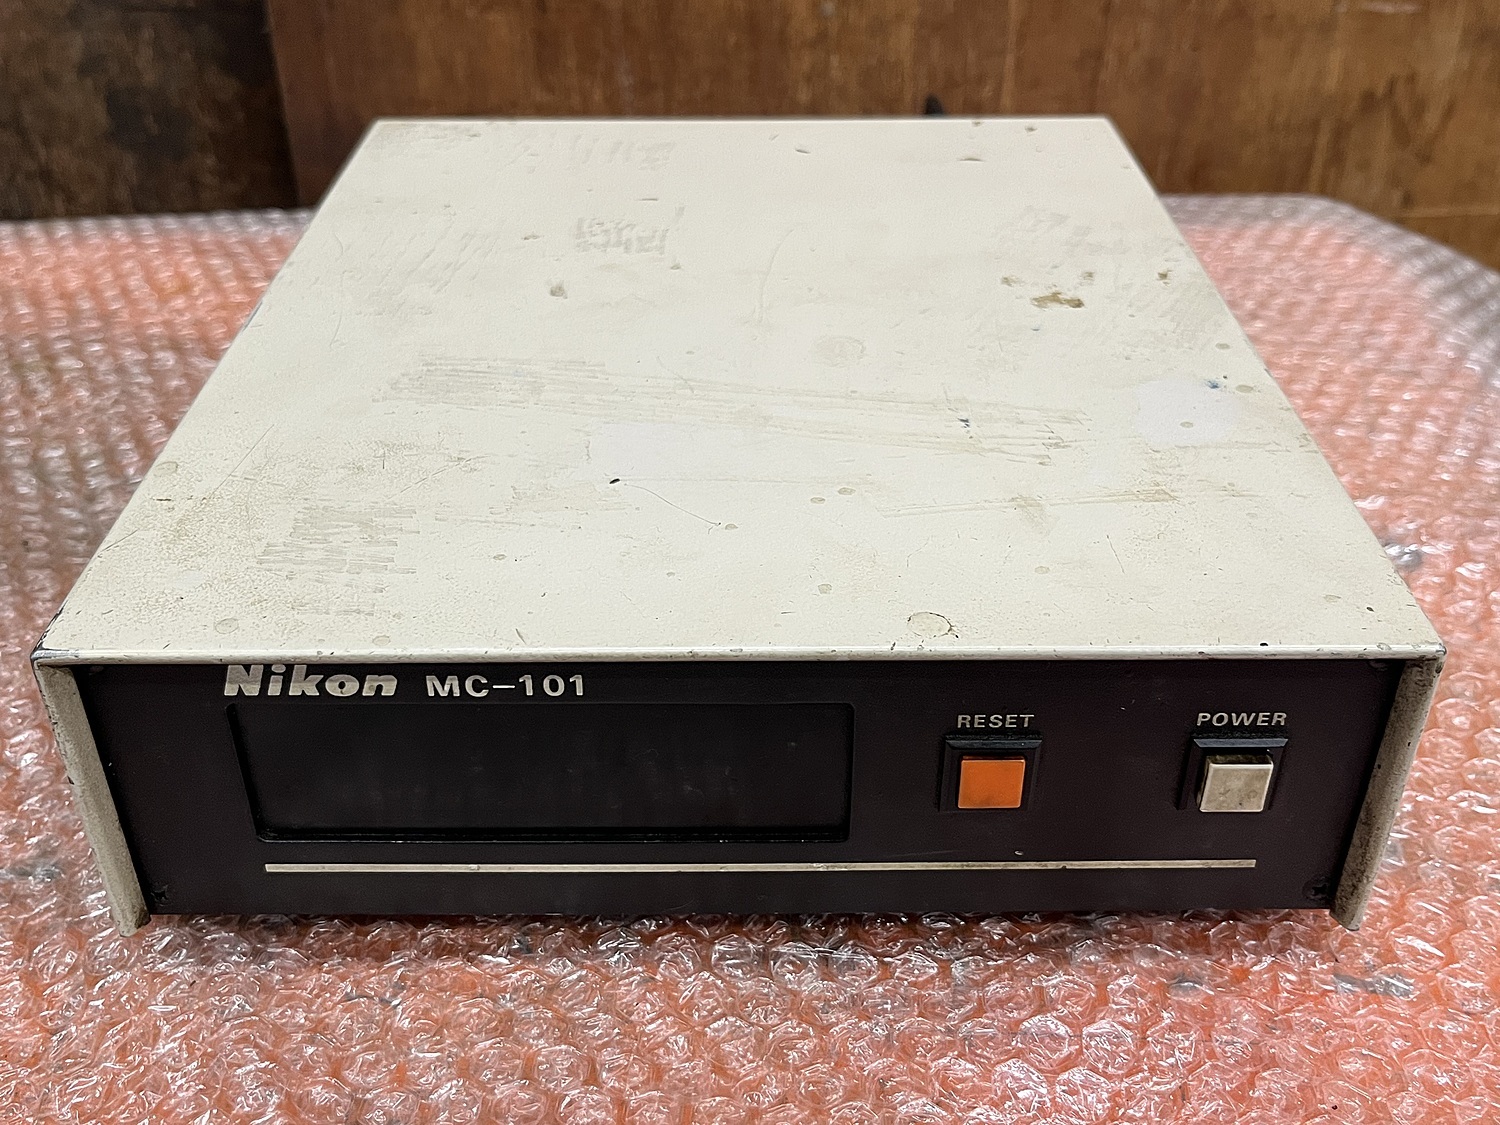 Nikon MC-101
RESET
POWER